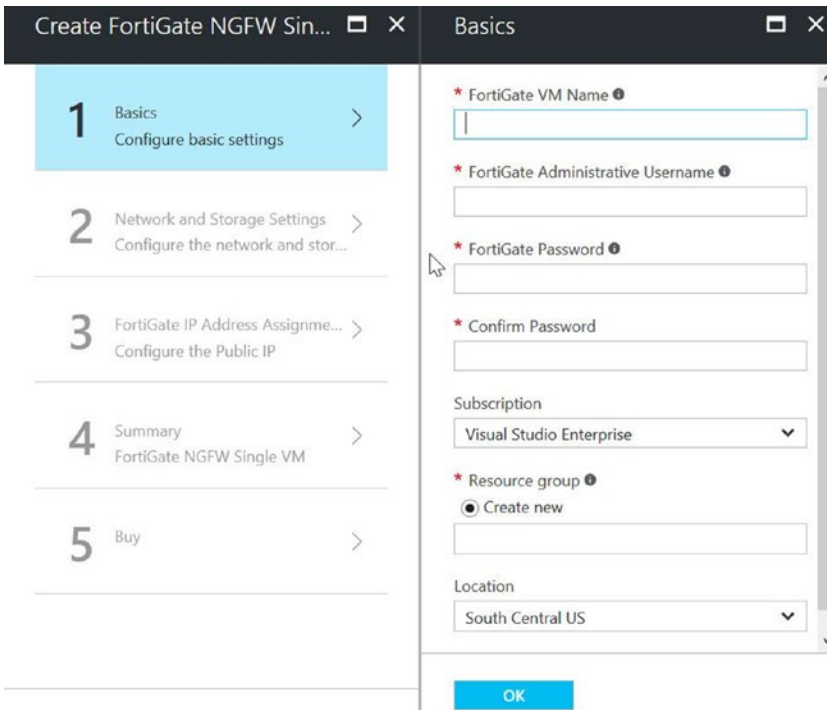 Create FortiGate NGFW Sin...
1
Basics
Configure basic settings
2
Network and Storage Settings
Configure the network and stor...
3
FortiGate IP Address Assignme...
Configure the Public IP
4
Summary
FortiGate NGFW Single VM
5
Buy
Basics
* FortiGate VM Name
* FortiGate Administrative Username
* FortiGate Password
* Confirm Password
Subscription
Visual Studio Enterprise
* Resource group
Create new
Location
South Central US
OK